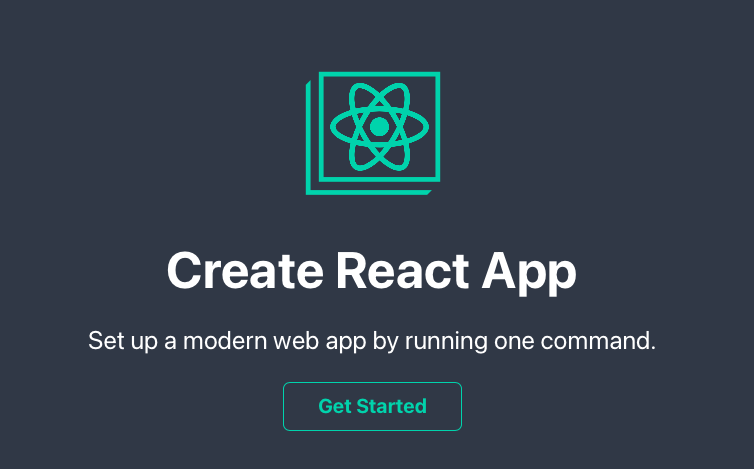 Create React App
Set up a modern web app by running one command.
Get Started